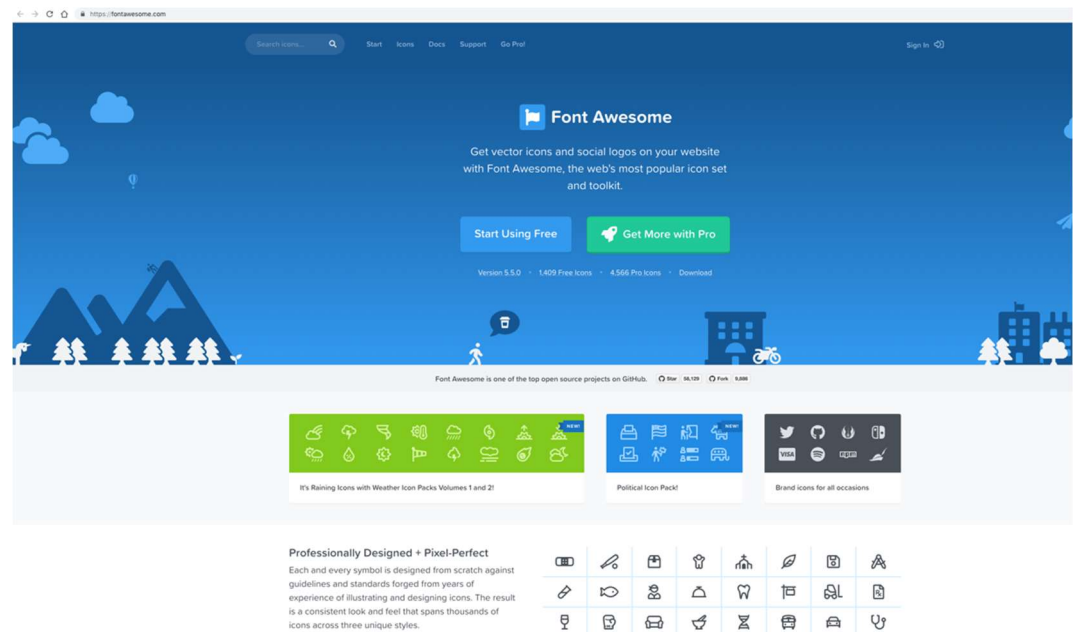 https://fontawesome.com
Search icons...
Start Icons Docs Support Go Pro!
Sign In
Font Awesome
Get vector icons and social logos on your website
with Font Awesome, the web's most popular icon set
and toolkit.
Start Using Free
Get More with Pro
Version 5.5.0 · 1,409 Free Icons · 4,566 Pro Icons · Download
Font Awesome is one of the top open source projects on GitHub. Star 58,129 Fork
NEW!
NEW!
VISA
npm
It's Raining Icons with Weather Icon Packs Volumes 1 and 2!
Political Icon Pack!
Brand icons for all occasions
Professionally Designed + Pixel-Perfect
Each and every symbol is designed from scratch against
guidelines and standards forged from years of
experience of illustrating and designing icons. The result
is a consistent look and feel that spans thousands of
icons across three unique styles.